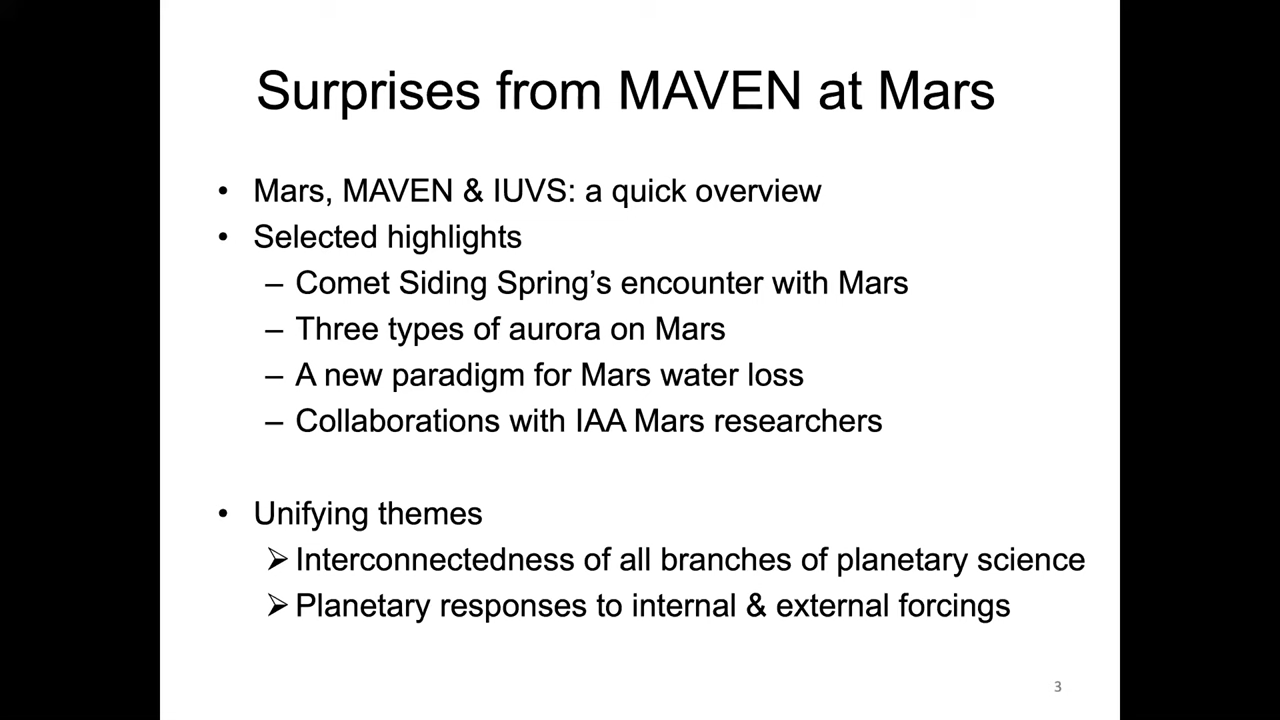 Surprises from MAVEN at Mars
• Mars, MAVEN & IUVS: a quick overview
• Selected highlights
– Comet Siding Spring’s encounter with Mars
– Three types of aurora on Mars
– A new paradigm for Mars water loss
– Collaborations with IAA Mars researchers
• Unifying themes
➢ Interconnectedness of all branches of planetary science
➢ Planetary responses to internal & external forcings
3